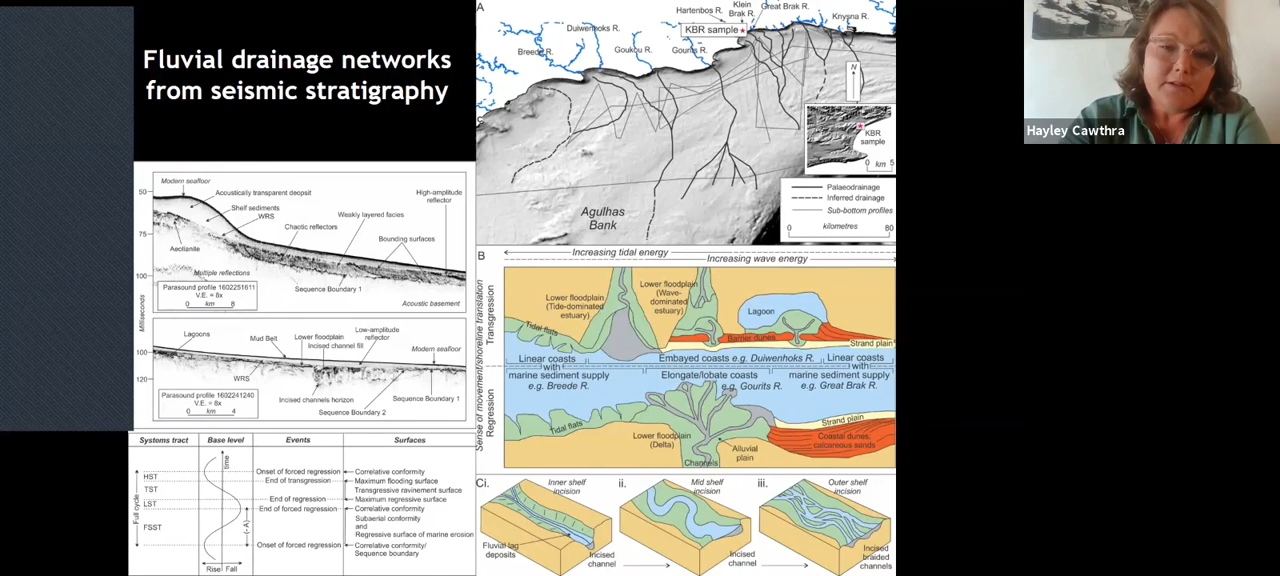 Fluvial drainage networks
from seismic stratigraphy
Modern seafloor
50
Acoustically transparent deposit
High-amplitude
reflector
Shelf sediments
WRS
Weakly layered facies
75
Chaotic reflectors
Bounding surfaces
Aeolianite
Multiple reflections
100
Sequence Boundary 1
Parasound profile 1602251611
V.E. = 8x
0 km 8
Acoustic basement
Milliseconds
Lagoons
Mud Belt
Lower floodplain
Incised channel fill
Low-amplitude
reflector
Modern seafloor
100
120
WRS
Parasound profile 1602241240
V.E. = 8x
0 km 4
Incised channels horizon
Sequence Boundary 2
Sequence Boundary 1
Systems tract Base level Events Surfaces
time
HST
TST
LST
FSST
Full cycle
(- A)
Rise Fall
Onset of forced regression Correlative conformity
End of transgression Maximum flooding surface
Transgressive ravinement surface
End of regression Maximum regressive surface
End of forced regression Correlative conformity
Subaerial conformity
and
Regressive surface of marine erosion
Onset of forced regression Correlative conformity/
Sequence boundary
A
Hartenbos R.
Klein
Brak R.
Great Brak R.
Knysna R.
KBR sample
Duiwenhoks R.
Breede R.
Goukou R.
Gourits R.
N
KBR
sample
0 km 5
Agulhas
Bank
Palaeodrainage
Inferred drainage
Sub-bottom profiles
kilometres
0 80
B
Increasing tidal energy
Increasing wave energy
Sense of movement/shoreline translation
Transgression
Regression
Lower floodplain
(Tide-dominated
estuary)
Lower floodplain
(Wave-
dominated
estuary)
Lagoon
Tidal flats
Barrier dunes
Strand plain
Linear coasts
with
marine sediment supply
e.g. Breede R.
Embayed coasts e.g. Duiwenhoks R.
Elongate/lobate coasts
e.g. Gourits R.
Linear coasts
with
marine sediment supply
e.g. Great Brak R.
Tidal flats
Lower floodplain
(Delta)
Channels
Alluvial
plain
Strand plain
Coastal dunes,
calcareous sands
Ci.
Inner shelf
incision
Fluvial lag
deposits
Incised
channel
ii.
Mid shelf
incision
Incised
channel
iii.
Outer shelf
incision
Incised
braided
channels
Hayley Cawthra